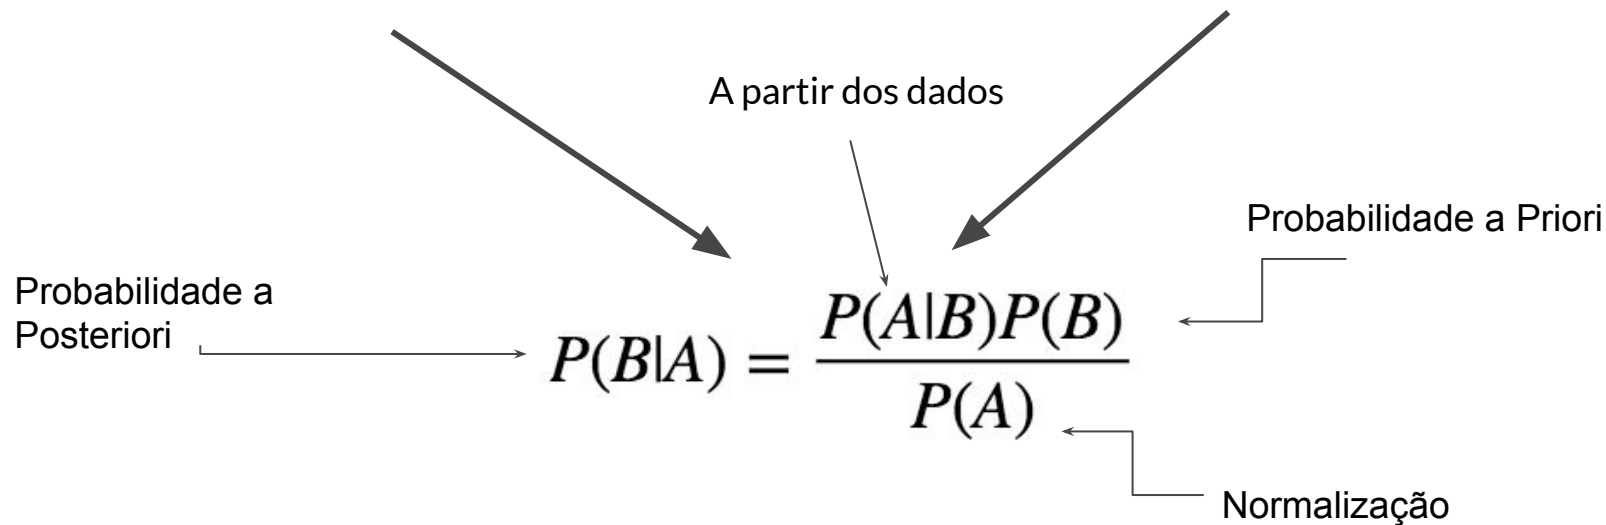 A partir dos dados
Probabilidade a Priori
Probabilidade a
Posteriori
P(B|A) = P(A|B)P(B)
P(A)
Normalização